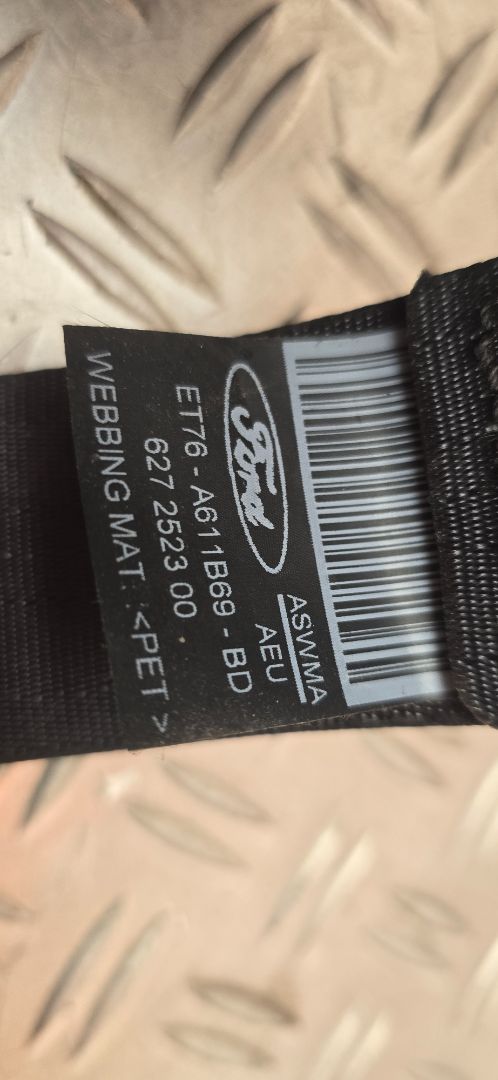 ASWMA
AEU
Ford
ET76 - A611B69 - BD
627 2523 00
WEBBING MAT. :<PET >